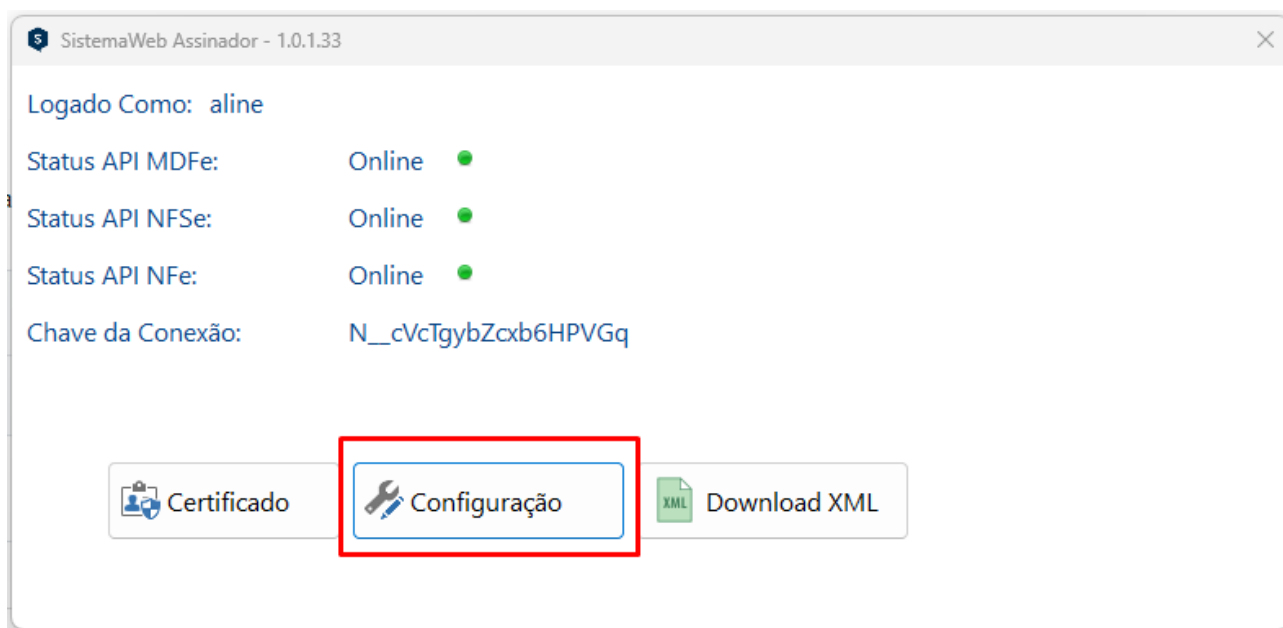 SistemaWeb Assinador - 1.0.1.33
Logado Como: aline
Status API MDFe: Online
Status API NFSe: Online
Status API NFe: Online
Chave da Conexão: N__cVcTgybZcxb6HPVGq
Certificado Configuração XML Download XML